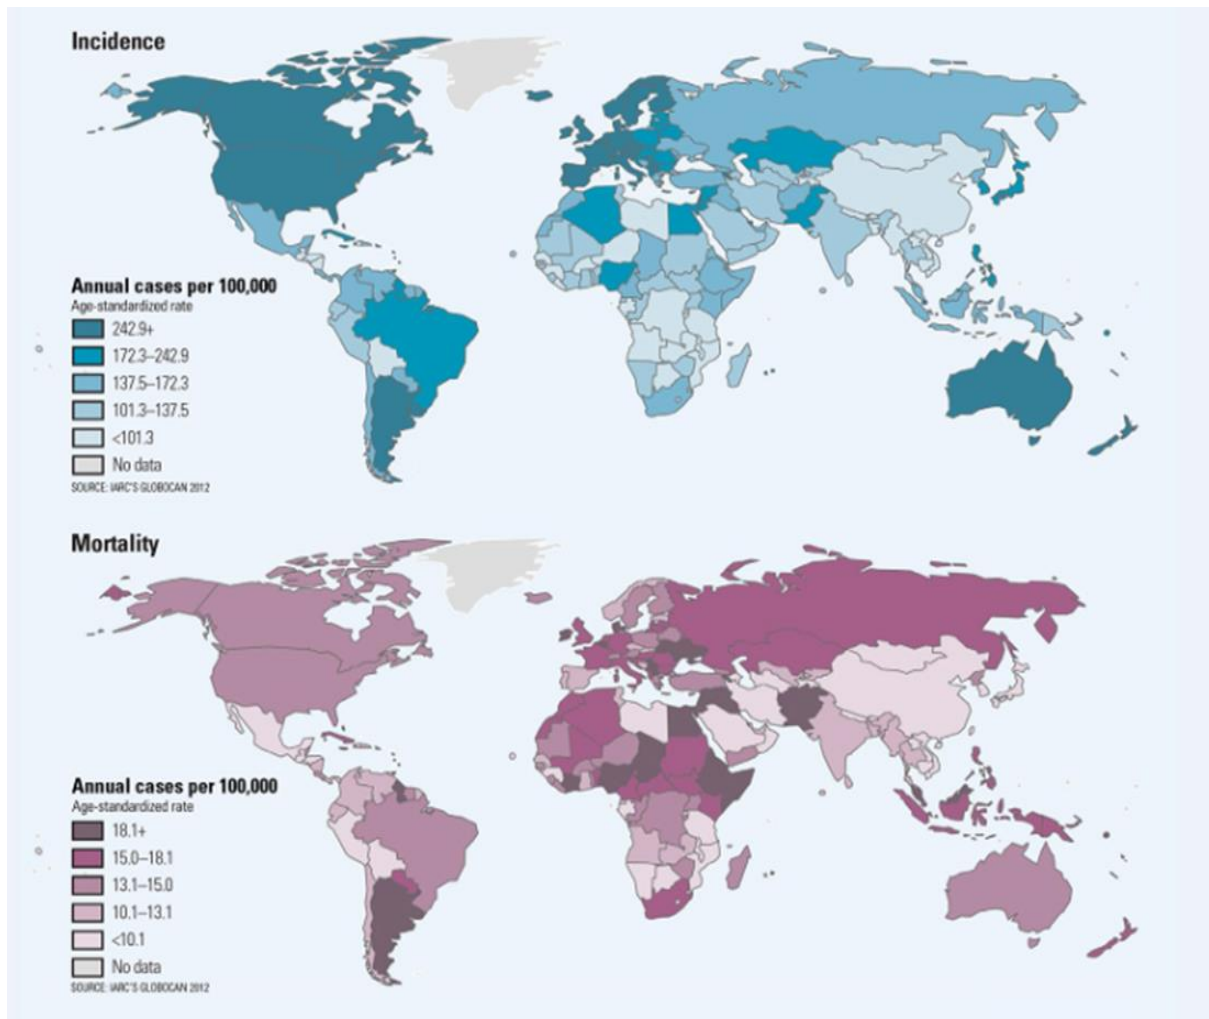 Incidence
Annual cases per 100,000
Age-standardized rate
242.9+
172.3–242.9
137.5–172.3
101.3–137.5
<101.3
No data
SOURCE: IARC'S GLOBOCAN 2012
Mortality
Annual cases per 100,000
Age-standardized rate
18.1+
15.0–18.1
13.1–15.0
10.1–13.1
<10.1
No data
SOURCE: IARC'S GLOBOCAN 2012